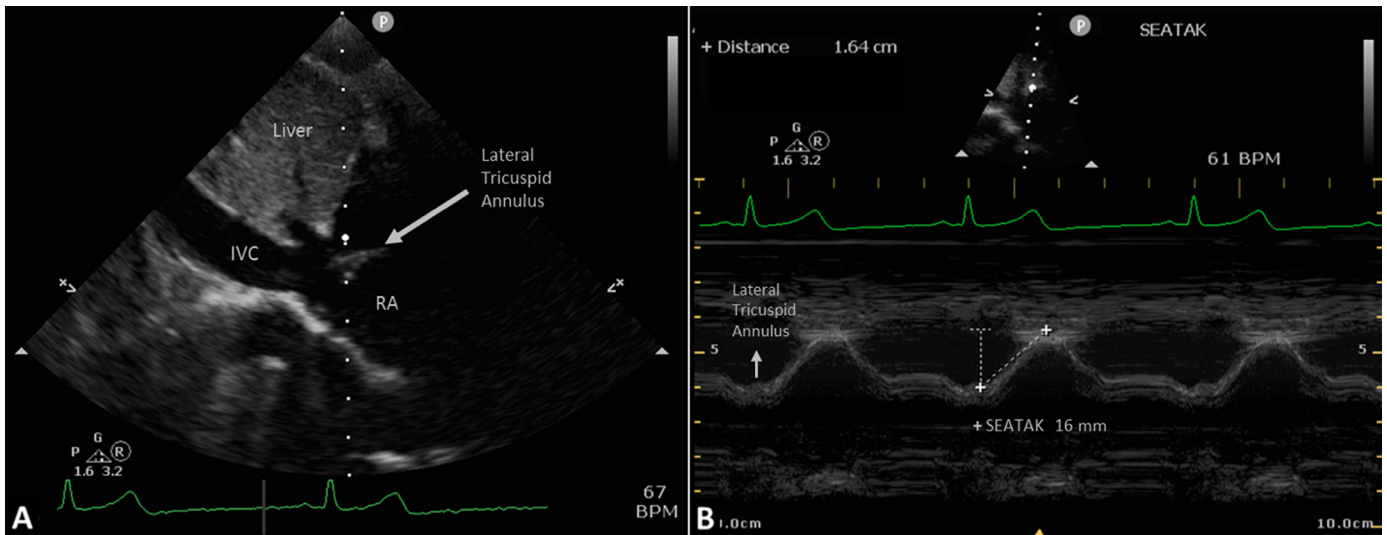 P
Liver
Lateral
Tricuspid
Annulus
IVC
RA
x
x
G
P R
1.6 3.2
67
BPM
A
+ Distance 1.64 cm
P
SEATAK
G
P R
1.6 3.2
61 BPM
Lateral
Tricuspid
Annulus
5
5
+ SEATAK 16 mm
B
.0cm
10.0cm